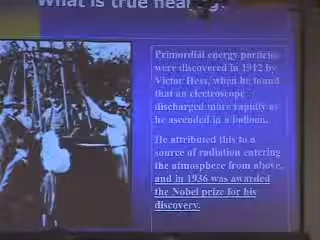 What is true healing?
Primordial energy particles
were discovered in 1912 by
Victor Hess, when he found
that an electroscope
discharged more rapidly as
he ascended in a balloon.
He attributed this to a
source of radiation entering
the atmosphere from above,
and in 1936 was awarded
the Nobel prize for his
discovery.